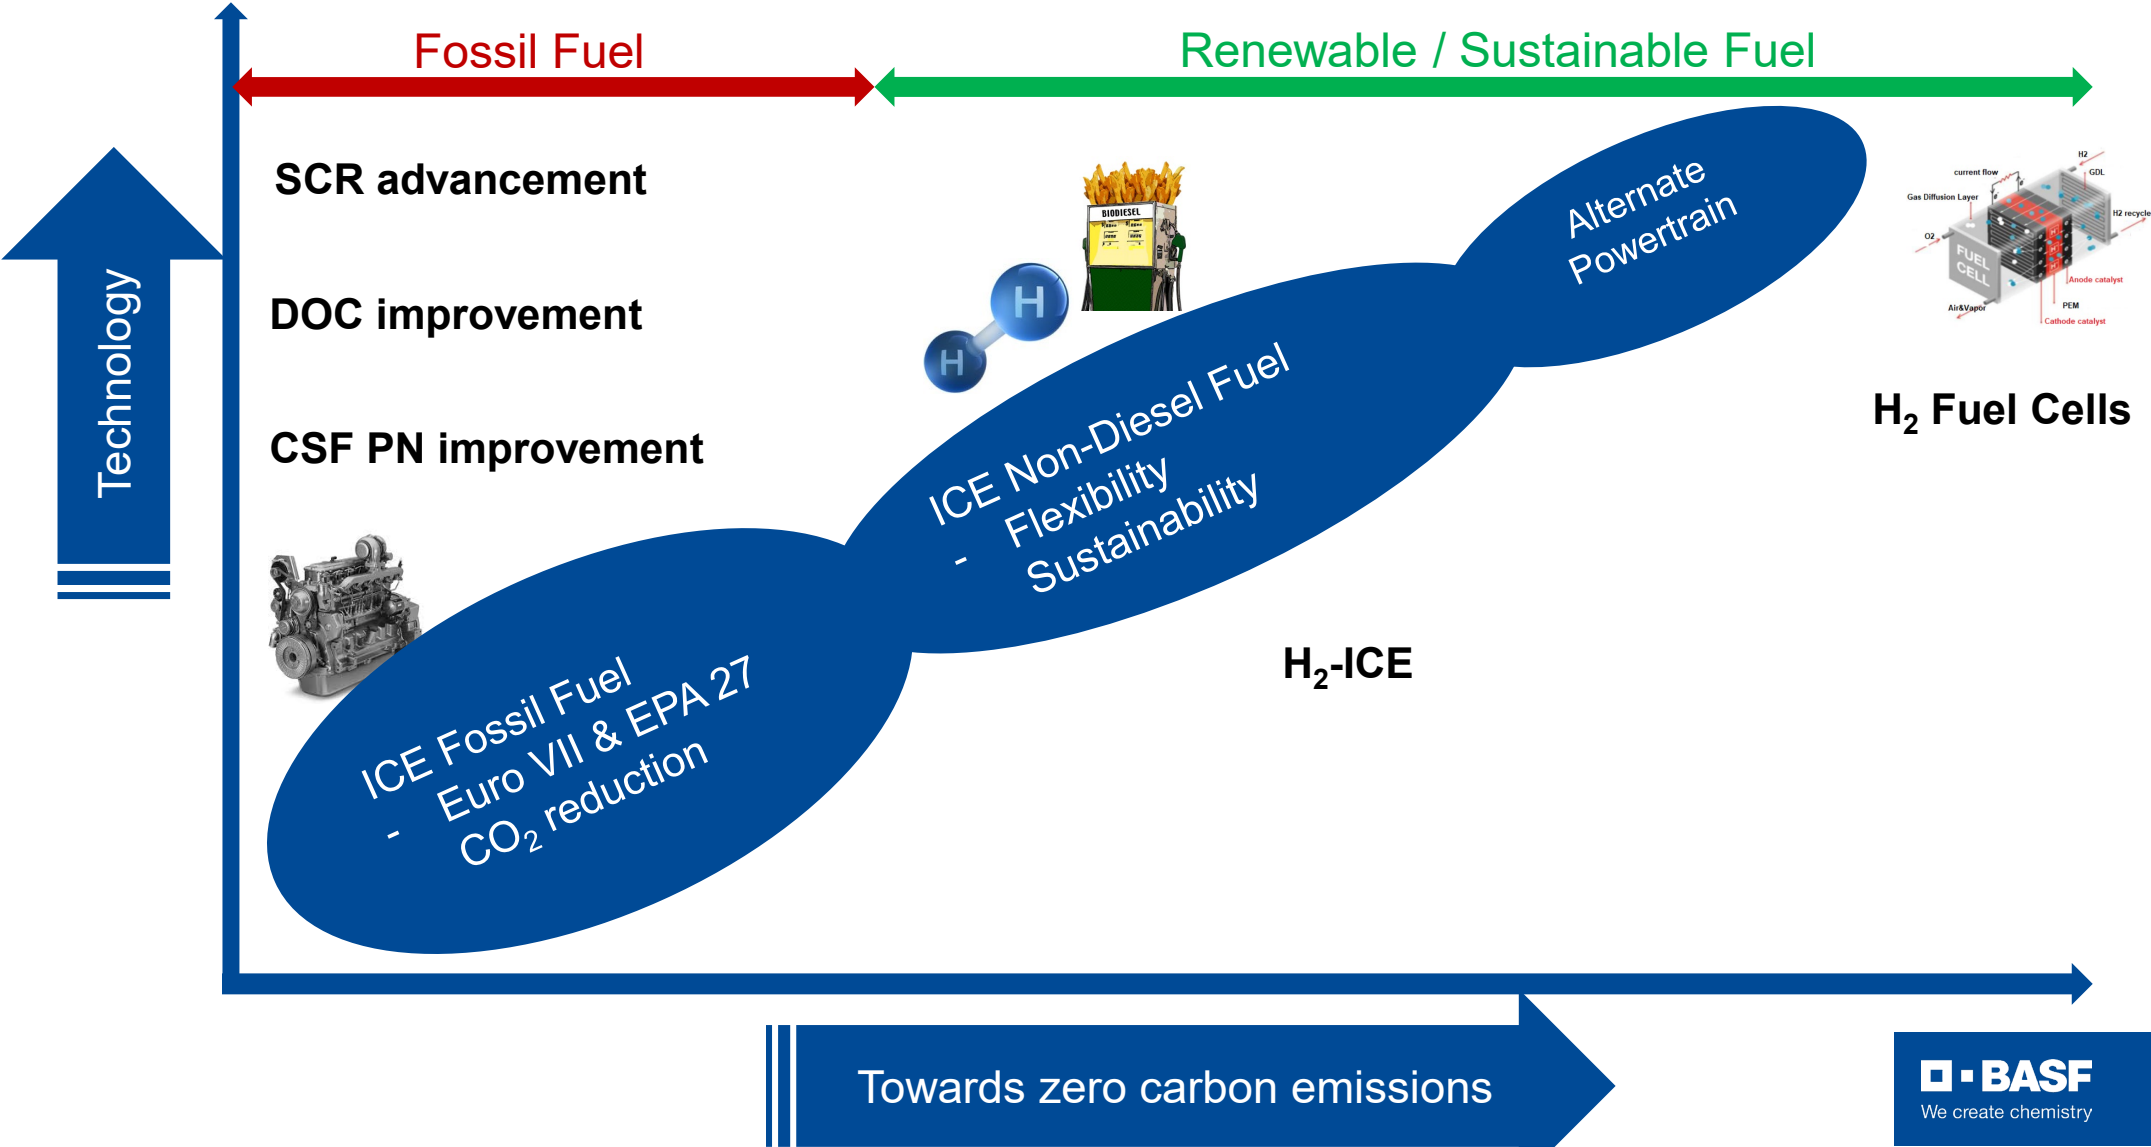 Fossil Fuel
Renewable / Sustainable Fuel
Technology
SCR advancement
DOC improvement
CSF PN improvement
ICE Fossil Fuel
- Euro VII & EPA 27
CO₂ reduction
H
H
BIODIESEL
ICE Non-Diesel Fuel
- Flexibility
Sustainability
H₂-ICE
Alternate
Powertrain
H2
current flow
GDL
Gas Diffusion Layer
H2 recycle
O2
FUEL
CELL
Anode catalyst
PEM
Air&Vapor
Cathode catalyst
H₂ Fuel Cells
Towards zero carbon emissions
BASF
We create chemistry